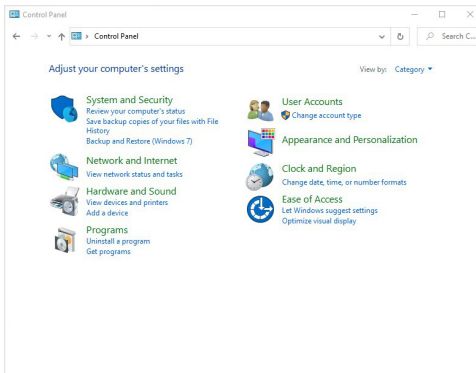 Control Panel
Control Panel
Search C...
Adjust your computer's settings
View by: Category
System and Security
Review your computer's status
Save backup copies of your files with File
History
Backup and Restore (Windows 7)
Network and Internet
View network status and tasks
Hardware and Sound
View devices and printers
Add a device
Programs
Uninstall a program
Get programs
User Accounts
Change account type
Appearance and Personalization
Clock and Region
Change date, time, or number formats
Ease of Access
Let Windows suggest settings
Optimize visual display